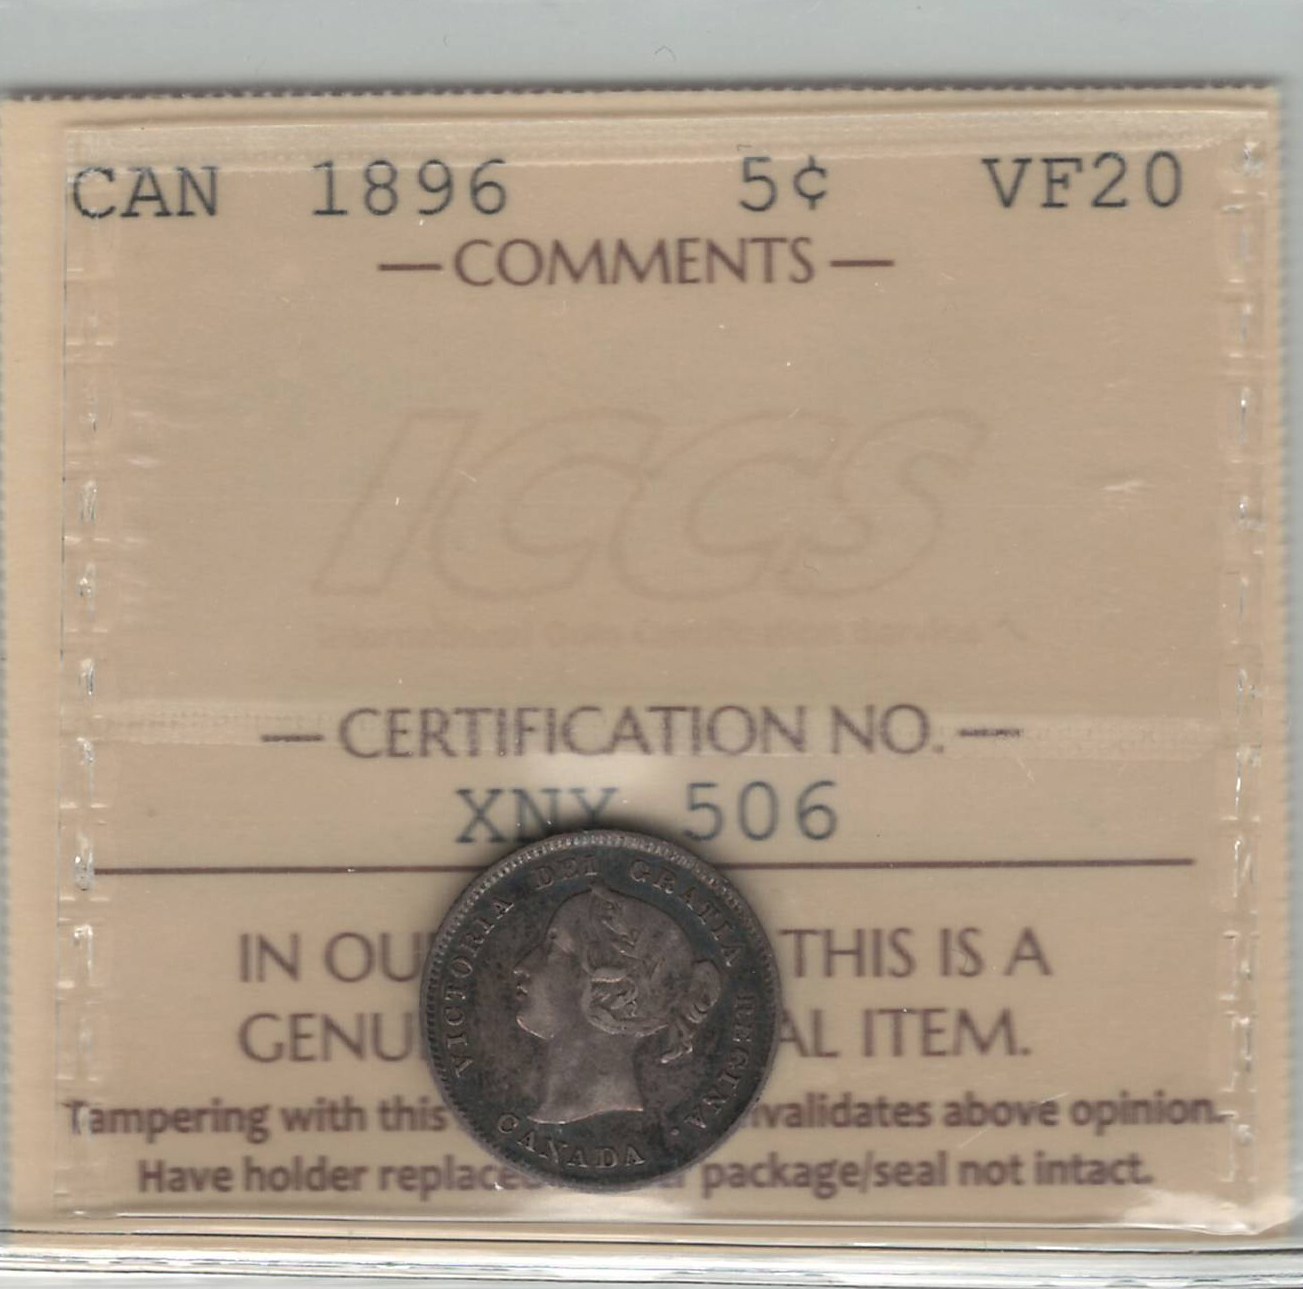 CAN 1896 5¢ VF20
— COMMENTS —
ICCS
— CERTIFICATION NO. —
XNY 506
IN OU THIS IS A
GENU AL ITEM.
Tampering with this nvalidates above opinion.
Have holder replace package/seal not intact.
VICTORIA DEI GRATIA REGINA.
CANADA